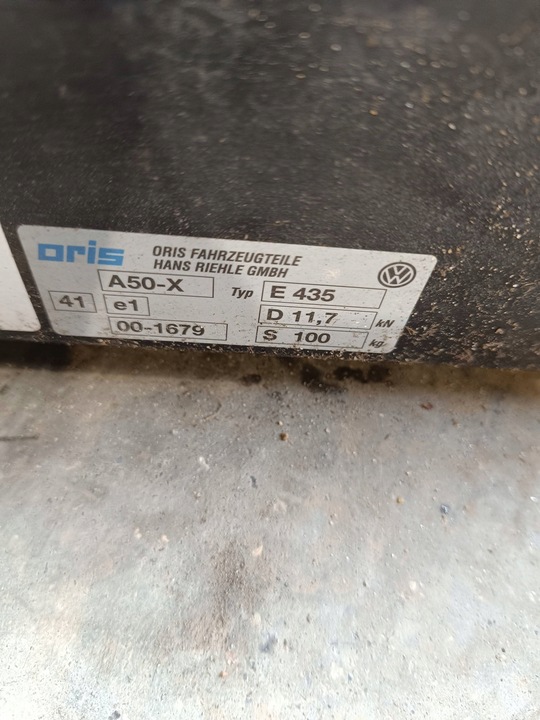 oris
ORIS FAHRZEUGTEILE
HANS RIEHLE GMBH
A50-X
Typ E 435
41 e1
D 11,7 kN
00-1679
S 100 kg